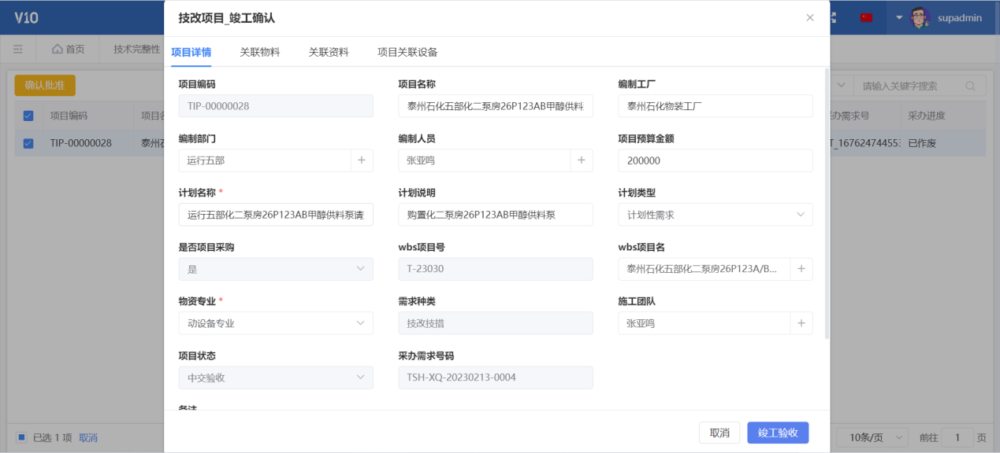 V10
技改项目_竣工确认
supadmin
首页
技术完整性
项目详情
关联物料
关联资料
项目关联设备
确认批准
请输入关键字搜索
项目编码
项目名称
编制工厂
TIP-00000028
泰州石化五部化二泵房26P123AB甲醇供料
泰州石化物装工厂
项目编码
采办进度
TIP-00000028
已作废
编制部门
编制人员
项目预算金额
运行五部
张亚鸣
200000
计划名称 *
计划说明
计划类型
运行五部化二泵房26P123AB甲醇供料泵请
购置化二泵房26P123AB甲醇供料泵
计划性需求
是否项目采购
wbs项目号
wbs项目名
是
T-23030
泰州石化五部化二泵房26P123A/B...
物资专业 *
需求种类
施工团队
动设备专业
技改技措
张亚鸣
项目状态
采办需求号码
中交验收
TSH-XQ-20230213-0004
备注
已选 1 项 取消
取消
竣工验收
10条/页
前往 1 页